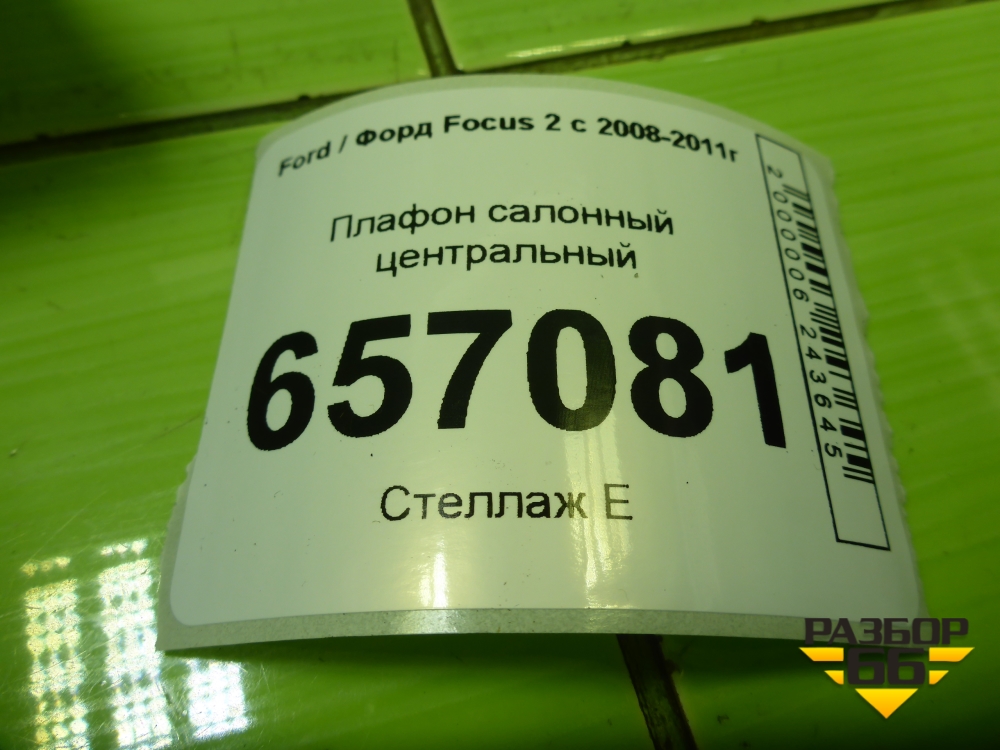 Ford / Форд Focus 2 с 2008-2011г
Плафон салонный
центральный
657081
Стеллаж E
2000006243645
РАЗБОР
66